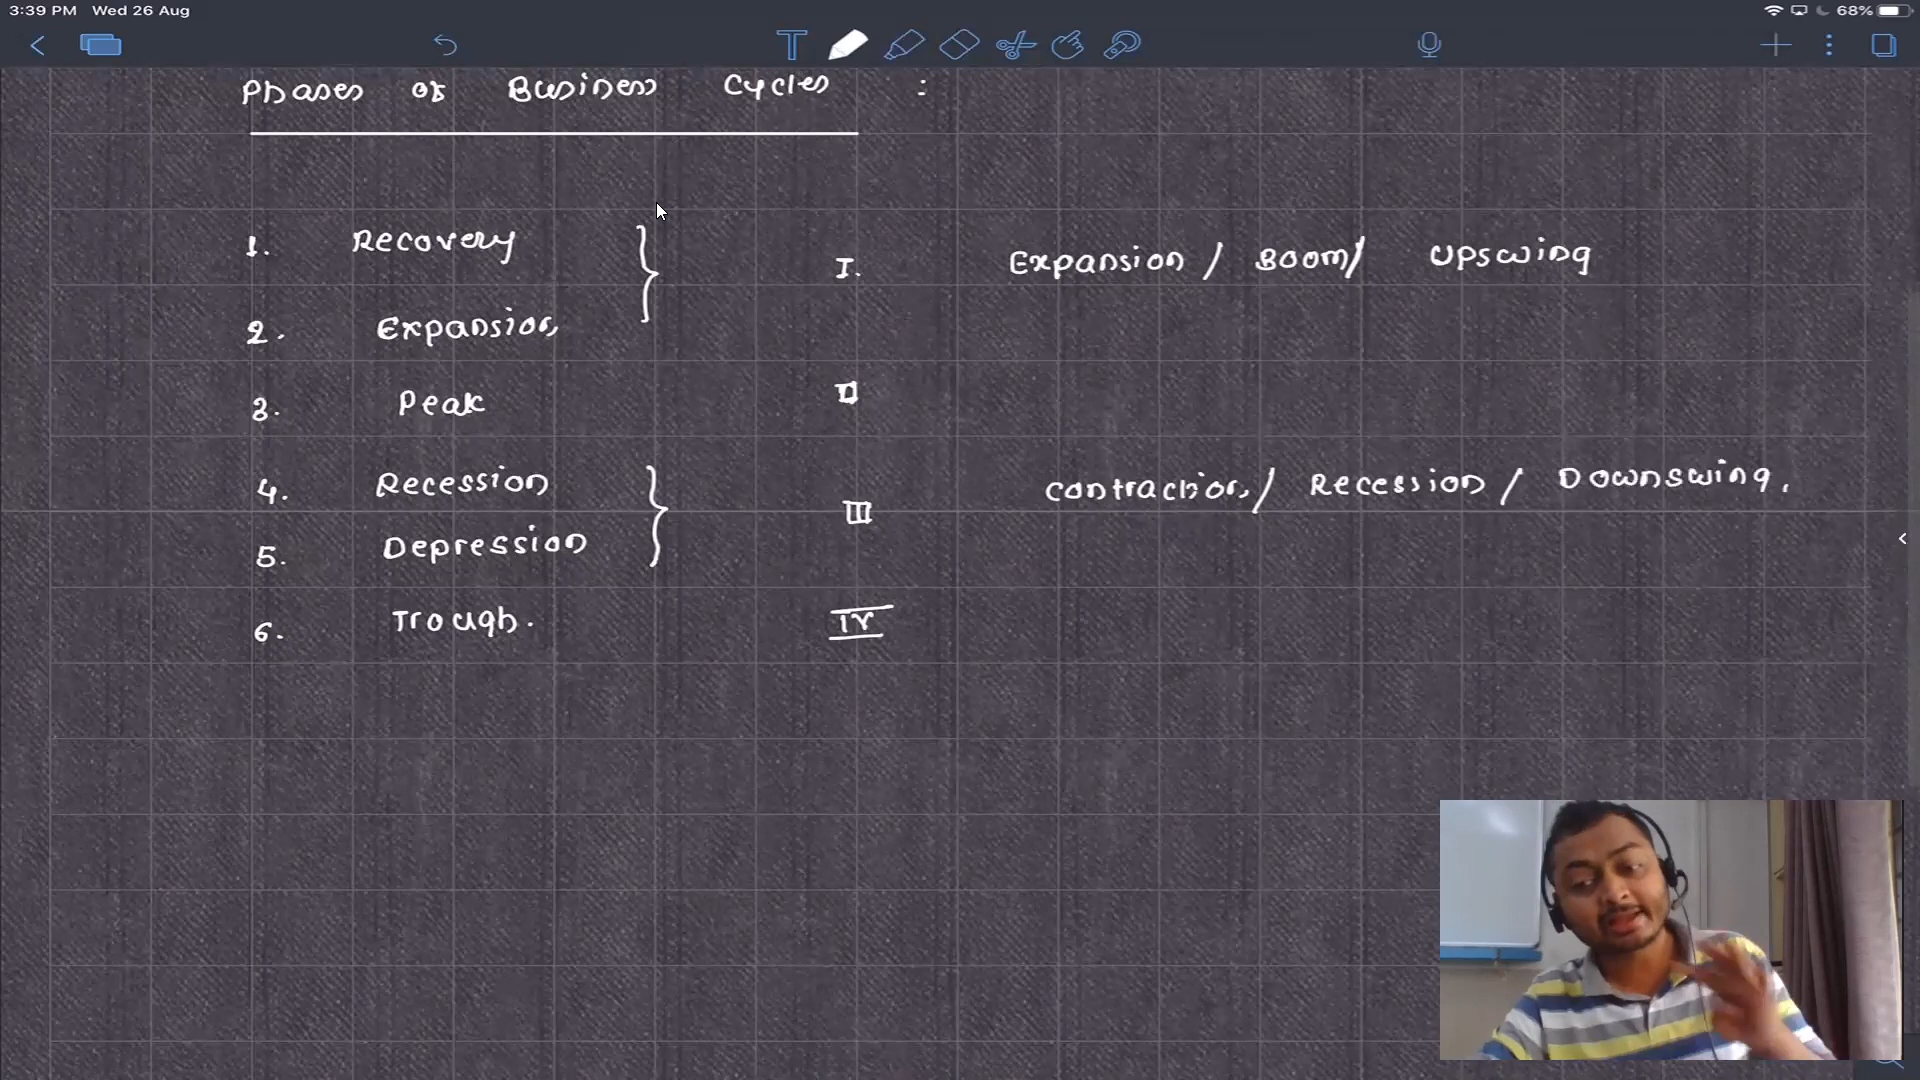 3:39 PM Wed 26 Aug 68%
Phases of Business Cycles :
1. Recovery I. Expansion / Boom/ Upswing
2. Expansion
3. Peak II
4. Recession III Contraction / Recession / Downswing.
5. Depression
6. Trough. IV